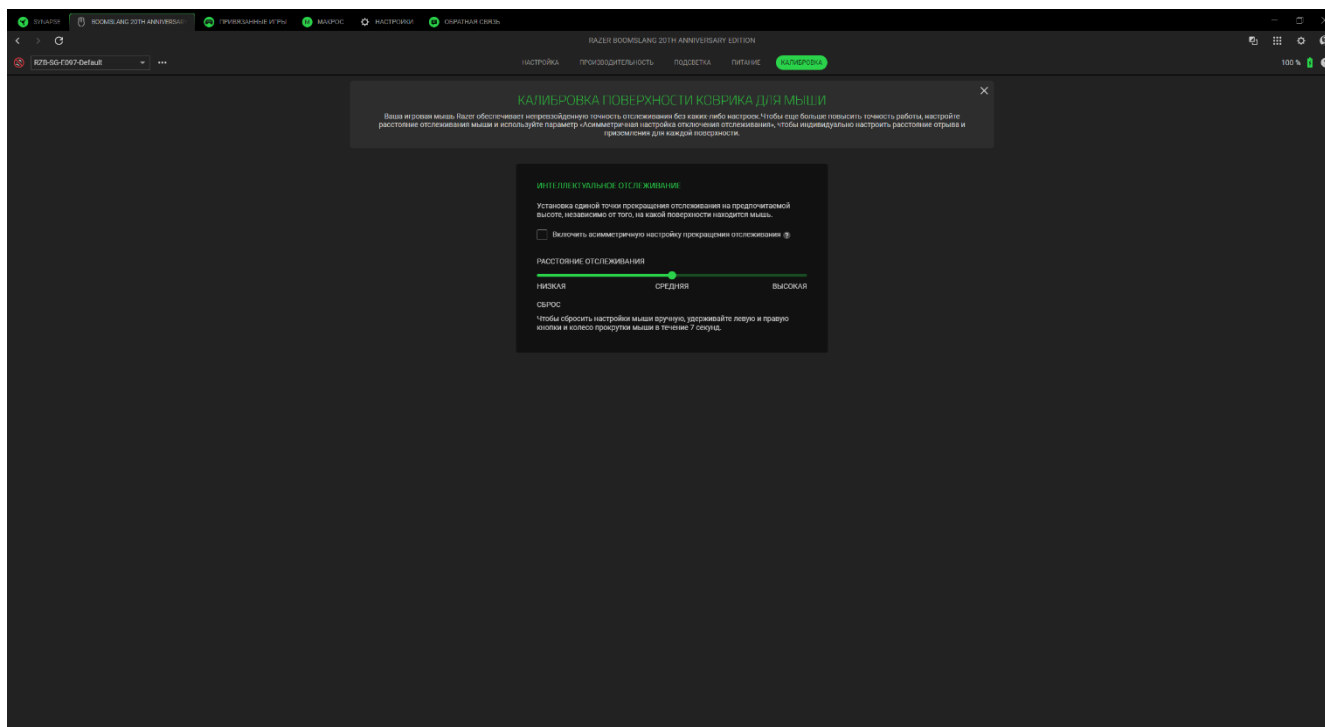 SYNAPSE
BOOMSLANG 20TH ANNIVERSARY
ПРИВЯЗАННЫЕ ИГРЫ
МАКРОС
НАСТРОЙКИ
ОБРАТНАЯ СВЯЗЬ
RAZER BOOMSLANG 20TH ANNIVERSARY EDITION
RZB-SG-F097-Default
НАСТРОЙКА
ПРОИЗВОДИТЕЛЬНОСТЬ
ПОДСВЕТКА
ПИТАНИЕ
КАЛИБРОВКА
100 %
КАЛИБРОВКА ПОВЕРХНОСТИ КОВРИКА ДЛЯ МЫШИ
Ваша игровая мышь Razer обеспечивает непревзойденную точность отслеживания без каких-либо настроек. Чтобы еще больше повысить точность работы, настройте
расстояние отслеживания мыши и используйте параметр «Асимметричная настройка отключения отслеживания», чтобы индивидуально настроить расстояние отрыва и
приземления для каждой поверхности.
ИНТЕЛЛЕКТУАЛЬНОЕ ОТСЛЕЖИВАНИЕ
Установка единой точки прекращения отслеживания на предпочитаемой
высоте, независимо от того, на какой поверхности находится мышь.
Включить асимметричную настройку прекращения отслеживания ?
РАССТОЯНИЕ ОТСЛЕЖИВАНИЯ
НИЗКАЯ
СРЕДНЯЯ
ВЫСОКАЯ
СБРОС
Чтобы сбросить настройки мыши вручную, удерживайте левую и правую
кнопки и колесо прокрутки мыши в течение 7 секунд.